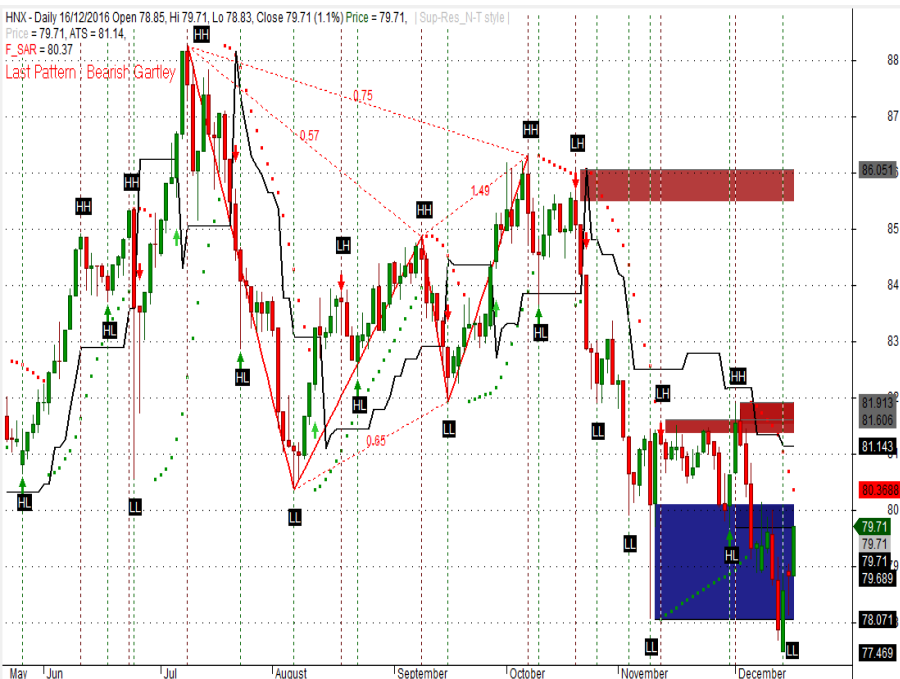 HNX - Daily 16/12/2016 Open 78.85, Hi 79.71, Lo 78.83, Close 79.71 (1.1%) Price = 79.71, | Sup-Res_N-T style |
Price = 79.71, ATS = 81.14,
F_SAR = 80.37
Last Pattern : Bearish Gartley
HH
88
0.75
87
0.57
HH
LH
86.051
HH
1.49
HH
HH
85
LH
84
HL
HL
83
HL
LH
HH
HL
81.913
81.606
LL
LL
0.65
81.143
80.3688
HL
LL
LL
80
LL
79.71
79.71
79.71
HL
79.689
78.071
LL
LL
77.469
May
Jun
Jul
August
September
October
November
December